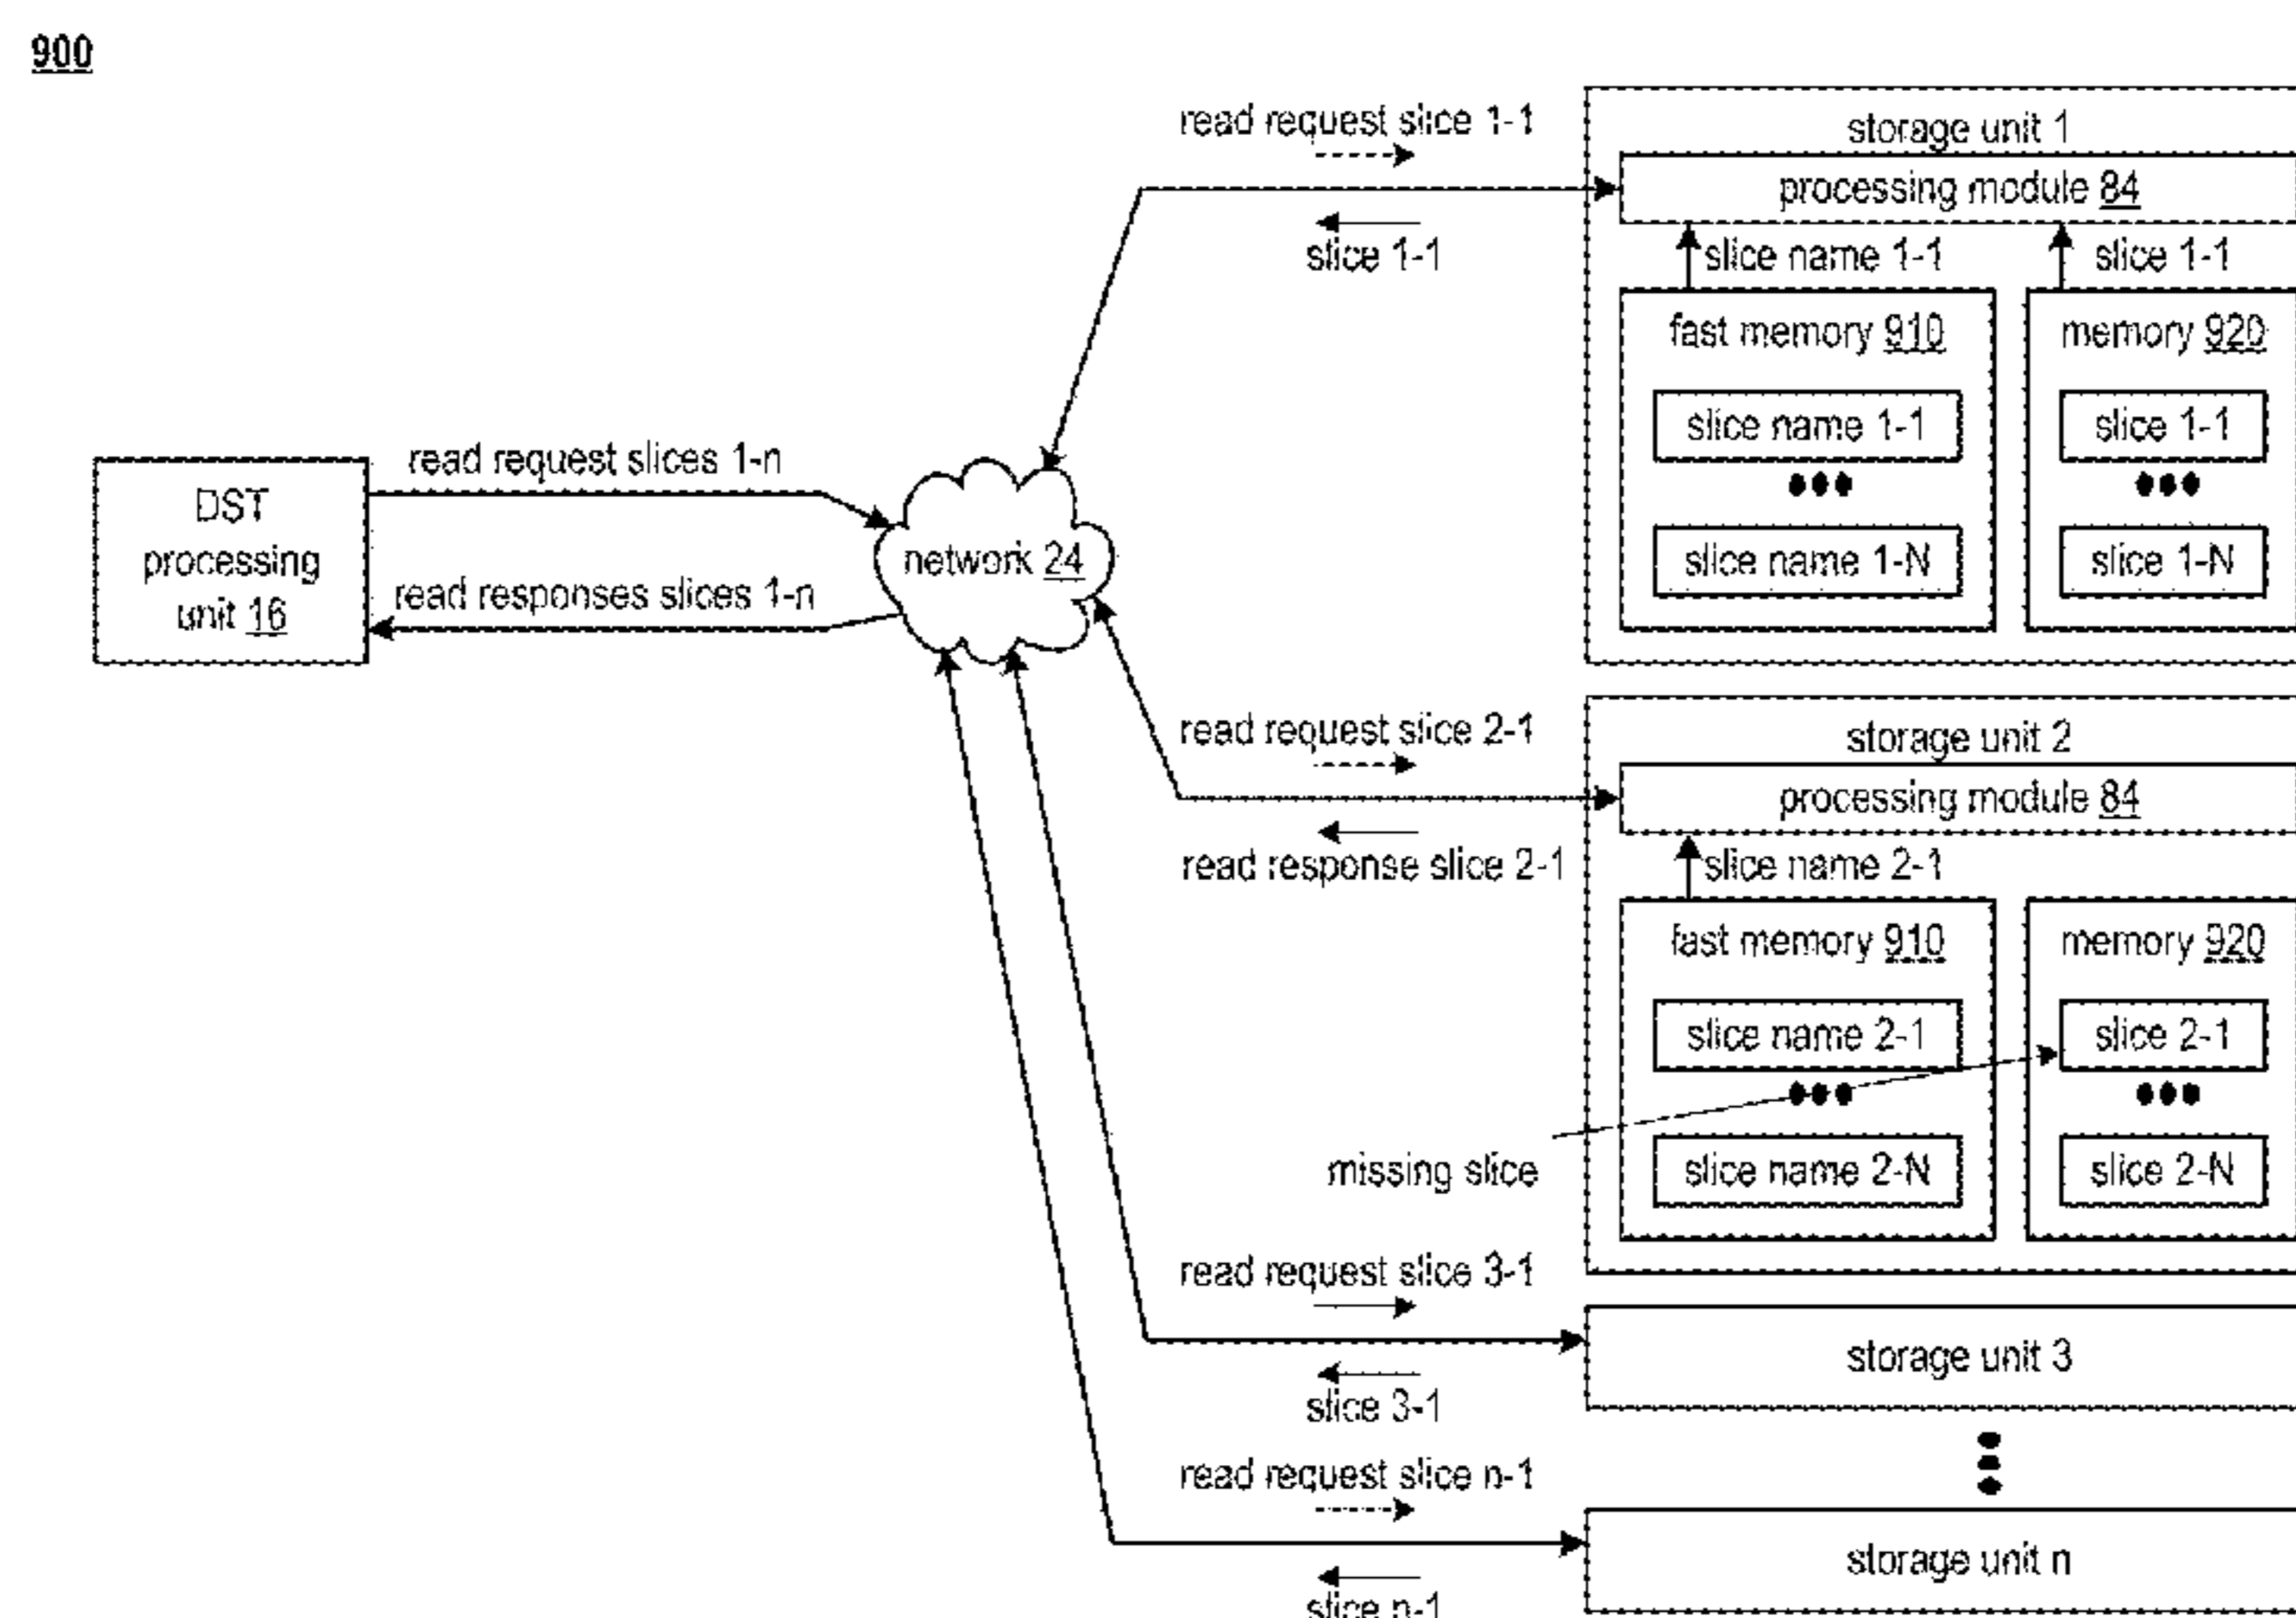 900
read request slice 1-1
slice 1-1
storage unit 1
processing module 84
slice name 1-1
slice 1-1
fast memory 910
memory 920
slice name 1-1
slice 1-1
slice name 1-N
slice 1-N
DST
processing
unit 16
read request slices 1-n
read responses slices 1-n
network 24
read request slice 2-1
read response slice 2-1
storage unit 2
processing module 84
slice name 2-1
fast memory 910
memory 920
slice name 2-1
slice 2-1
missing slice
slice name 2-N
slice 2-N
read request slice 3-1
slice 3-1
storage unit 3
read request slice n-1
slice n-1
storage unit n